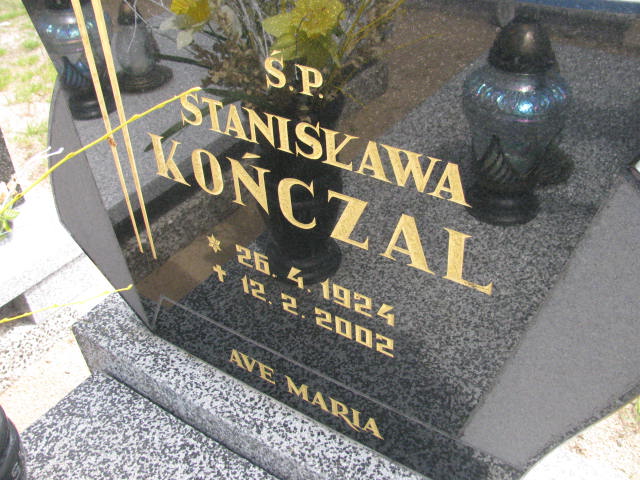 Ś.P.
STANISŁAWA
KOŃCZAL
* 26.4.1924
✝ 12.2.2002
AVE MARIA